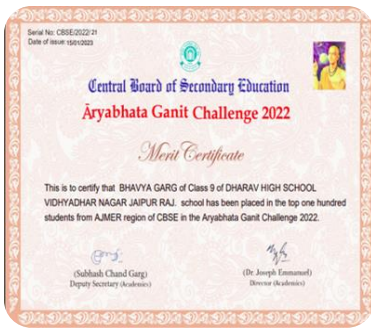 Serial No: CBSE/2022/21
Date of issue: 15/01/2023
Central Board of Secondary Education
Āryabhata Ganit Challenge 2022
Merit Certificate
This is to certify that BHAVYA GARG of Class 9 of DHARAV HIGH SCHOOL
VIDHYADHAR NAGAR JAIPUR RAJ. school has been placed in the top one hundred
students from AJMER region of CBSE in the Aryabhata Ganit Challenge 2022.
(Subhash Chand Garg) (Dr. Joseph Emmanuel)
Deputy Secretary (Academics) Director (Academics)